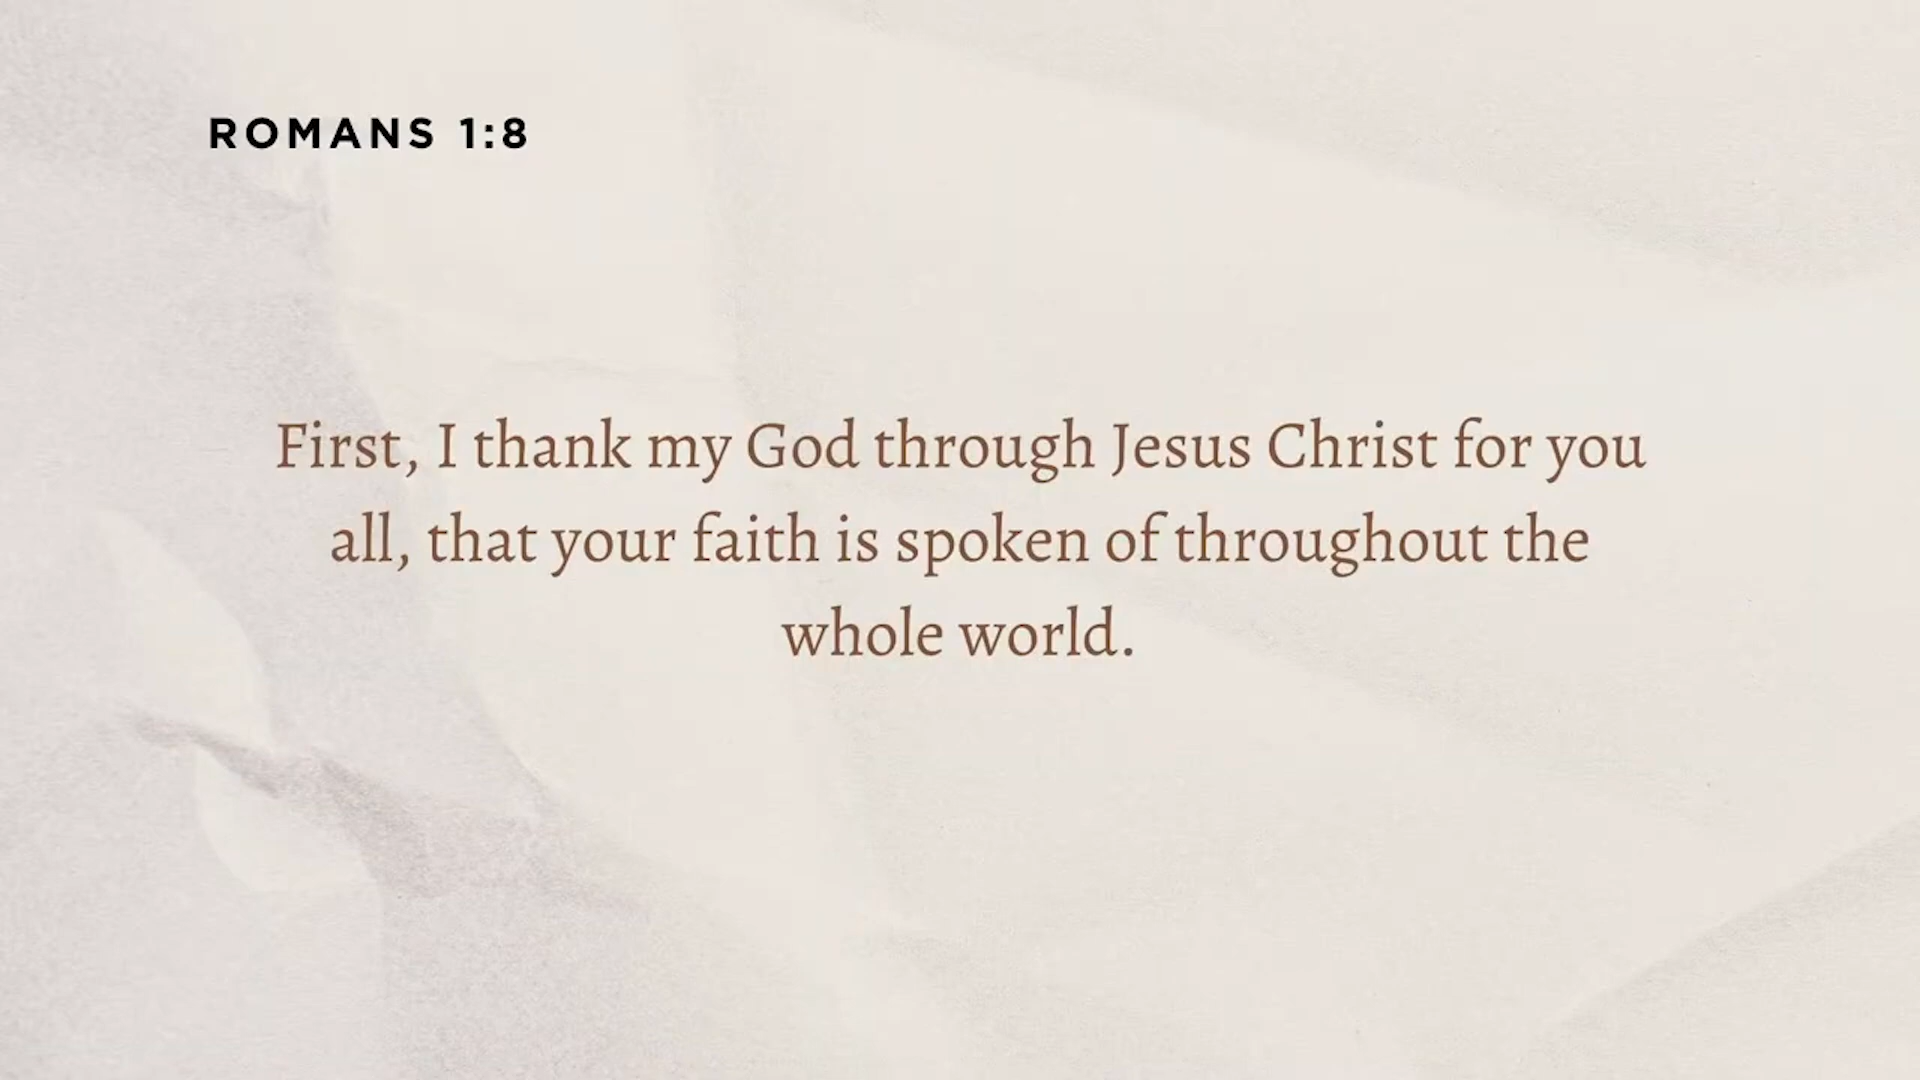 ROMANS 1:8
First, I thank my God through Jesus Christ for you
all, that your faith is spoken of throughout the
whole world.